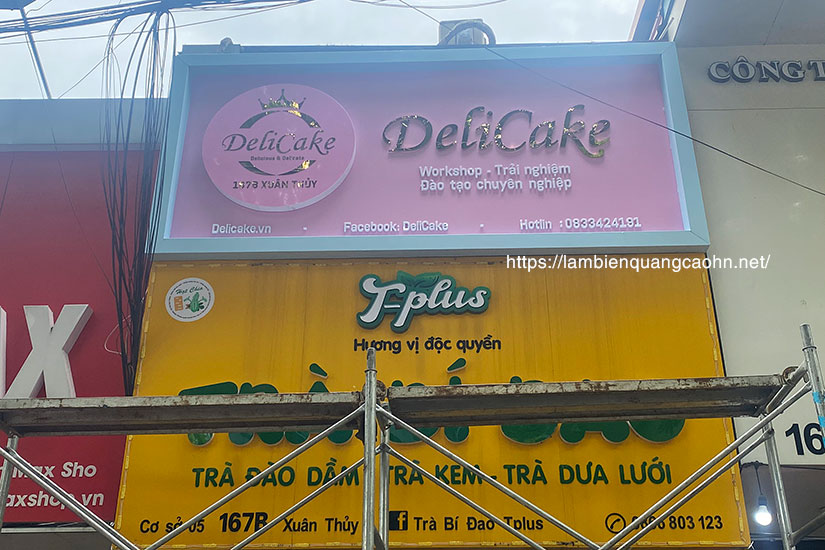 CÔNG T
DeliCake
Delicious & Delicate
167B XUÂN THỦY
DeliCake
Workshop - Trải nghiệm
Đào tạo chuyên nghiệp
Delicake.vn - Facebook: DeliCake - Hotlin : 0833424191
https://lambienquangcaohn.net/
T-plus
Hương vị độc quyền
X
TRÀ ĐÀO DẦM TRÀ KEM - TRÀ DƯA LƯỚI
Max Sho
axshop.vn
Cơ sở 05 167B Xuân Thủy f Trà Bí Đao Tplus 803 123
16